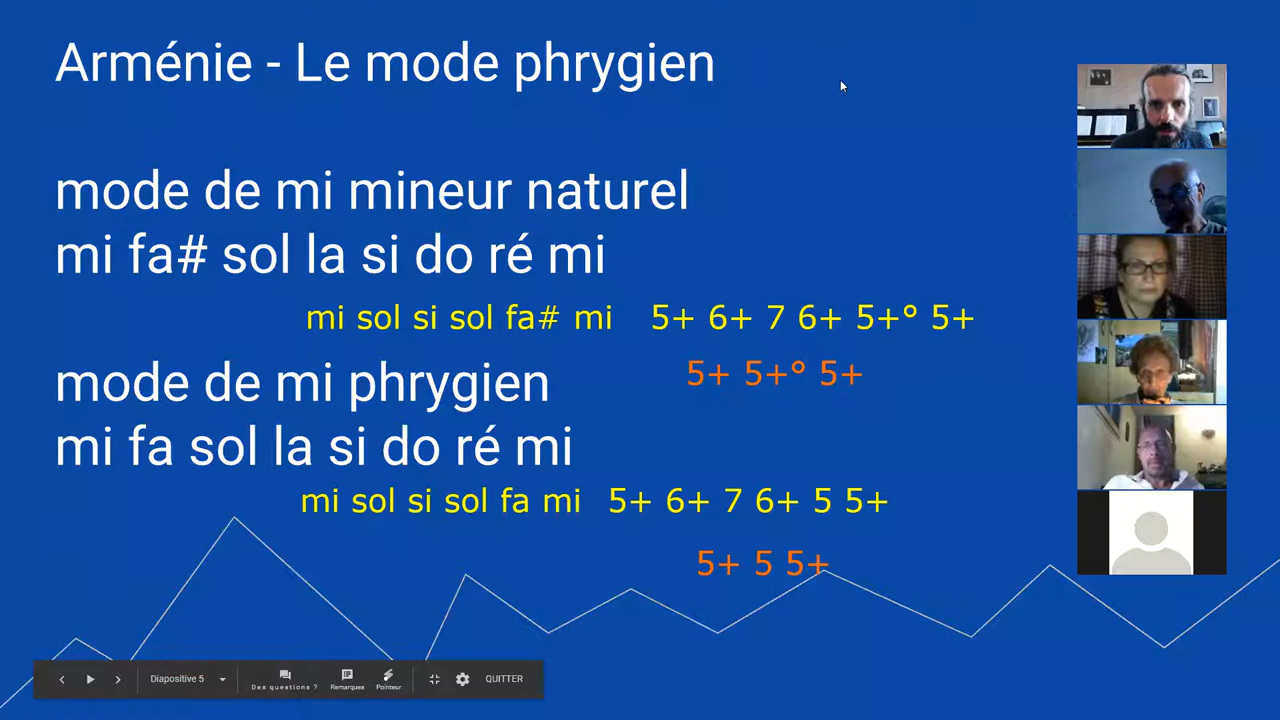 Arménie - Le mode phrygien
mode de mi mineur naturel
mi fa# sol la si do ré mi
mi sol si sol fa# mi 5+ 6+ 7 6+ 5+° 5+
5+ 5+° 5+
mode de mi phrygien
mi fa sol la si do ré mi
mi sol si sol fa mi 5+ 6+ 7 6+ 5 5+
5+ 5 5+
Diapositive 5
Des questions ?
Remarques
Pointeur
QUITTER